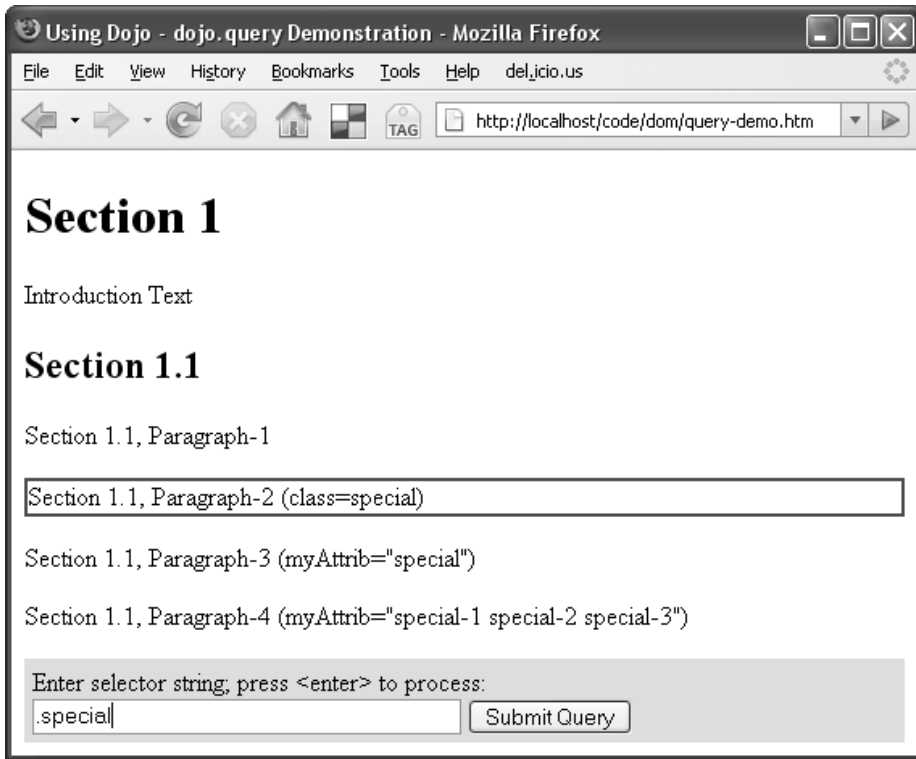 Using Dojo - dojo.query Demonstration - Mozilla Firefox
File Edit View History Bookmarks Tools Help del.icio.us
TAG http://localhost/code/dom/query-demo.htm
Section 1
Introduction Text
Section 1.1
Section 1.1, Paragraph-1
Section 1.1, Paragraph-2 (class=special)
Section 1.1, Paragraph-3 (myAttrib="special")
Section 1.1, Paragraph-4 (myAttrib="special-1 special-2 special-3")
Enter selector string; press <enter> to process:
.special Submit Query